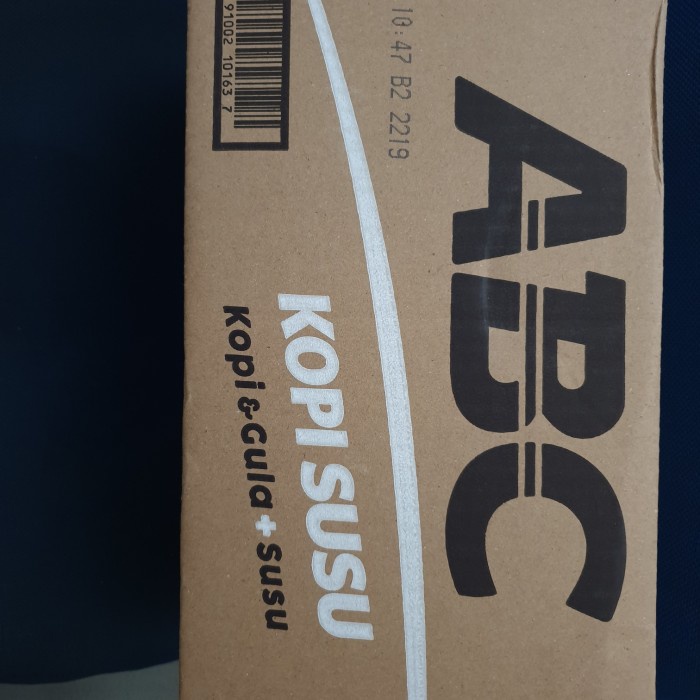 ABC
10:47 B2 2219
KOPI SUSU
Kopi & Gula + Susu
91002 10163 7